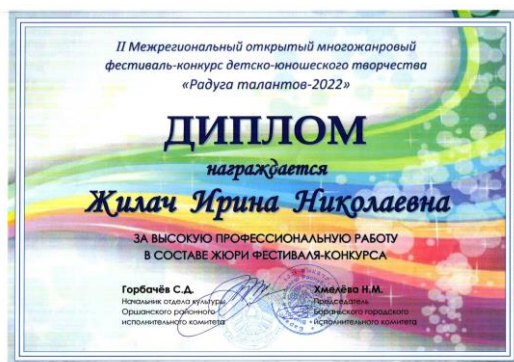 II Межрегиональный открытый многожанровый
фестиваль-конкурс детско-юношеского творчества
«Радуга талантов-2022»
ДИПЛОМ
награждается
Жилач Ирина Николаевна
ЗА ВЫСОКУЮ ПРОФЕССИОНАЛЬНУЮ РАБОТУ
В СОСТАВЕ ЖЮРИ ФЕСТИВАЛЯ-КОНКУРСА
Горбачёв С.Д.
Начальник отдела культуры
Оршанского районного
исполнительного комитета
Хмелёва Н.М.
Председатель
Бараньского городского
исполнительного комитета